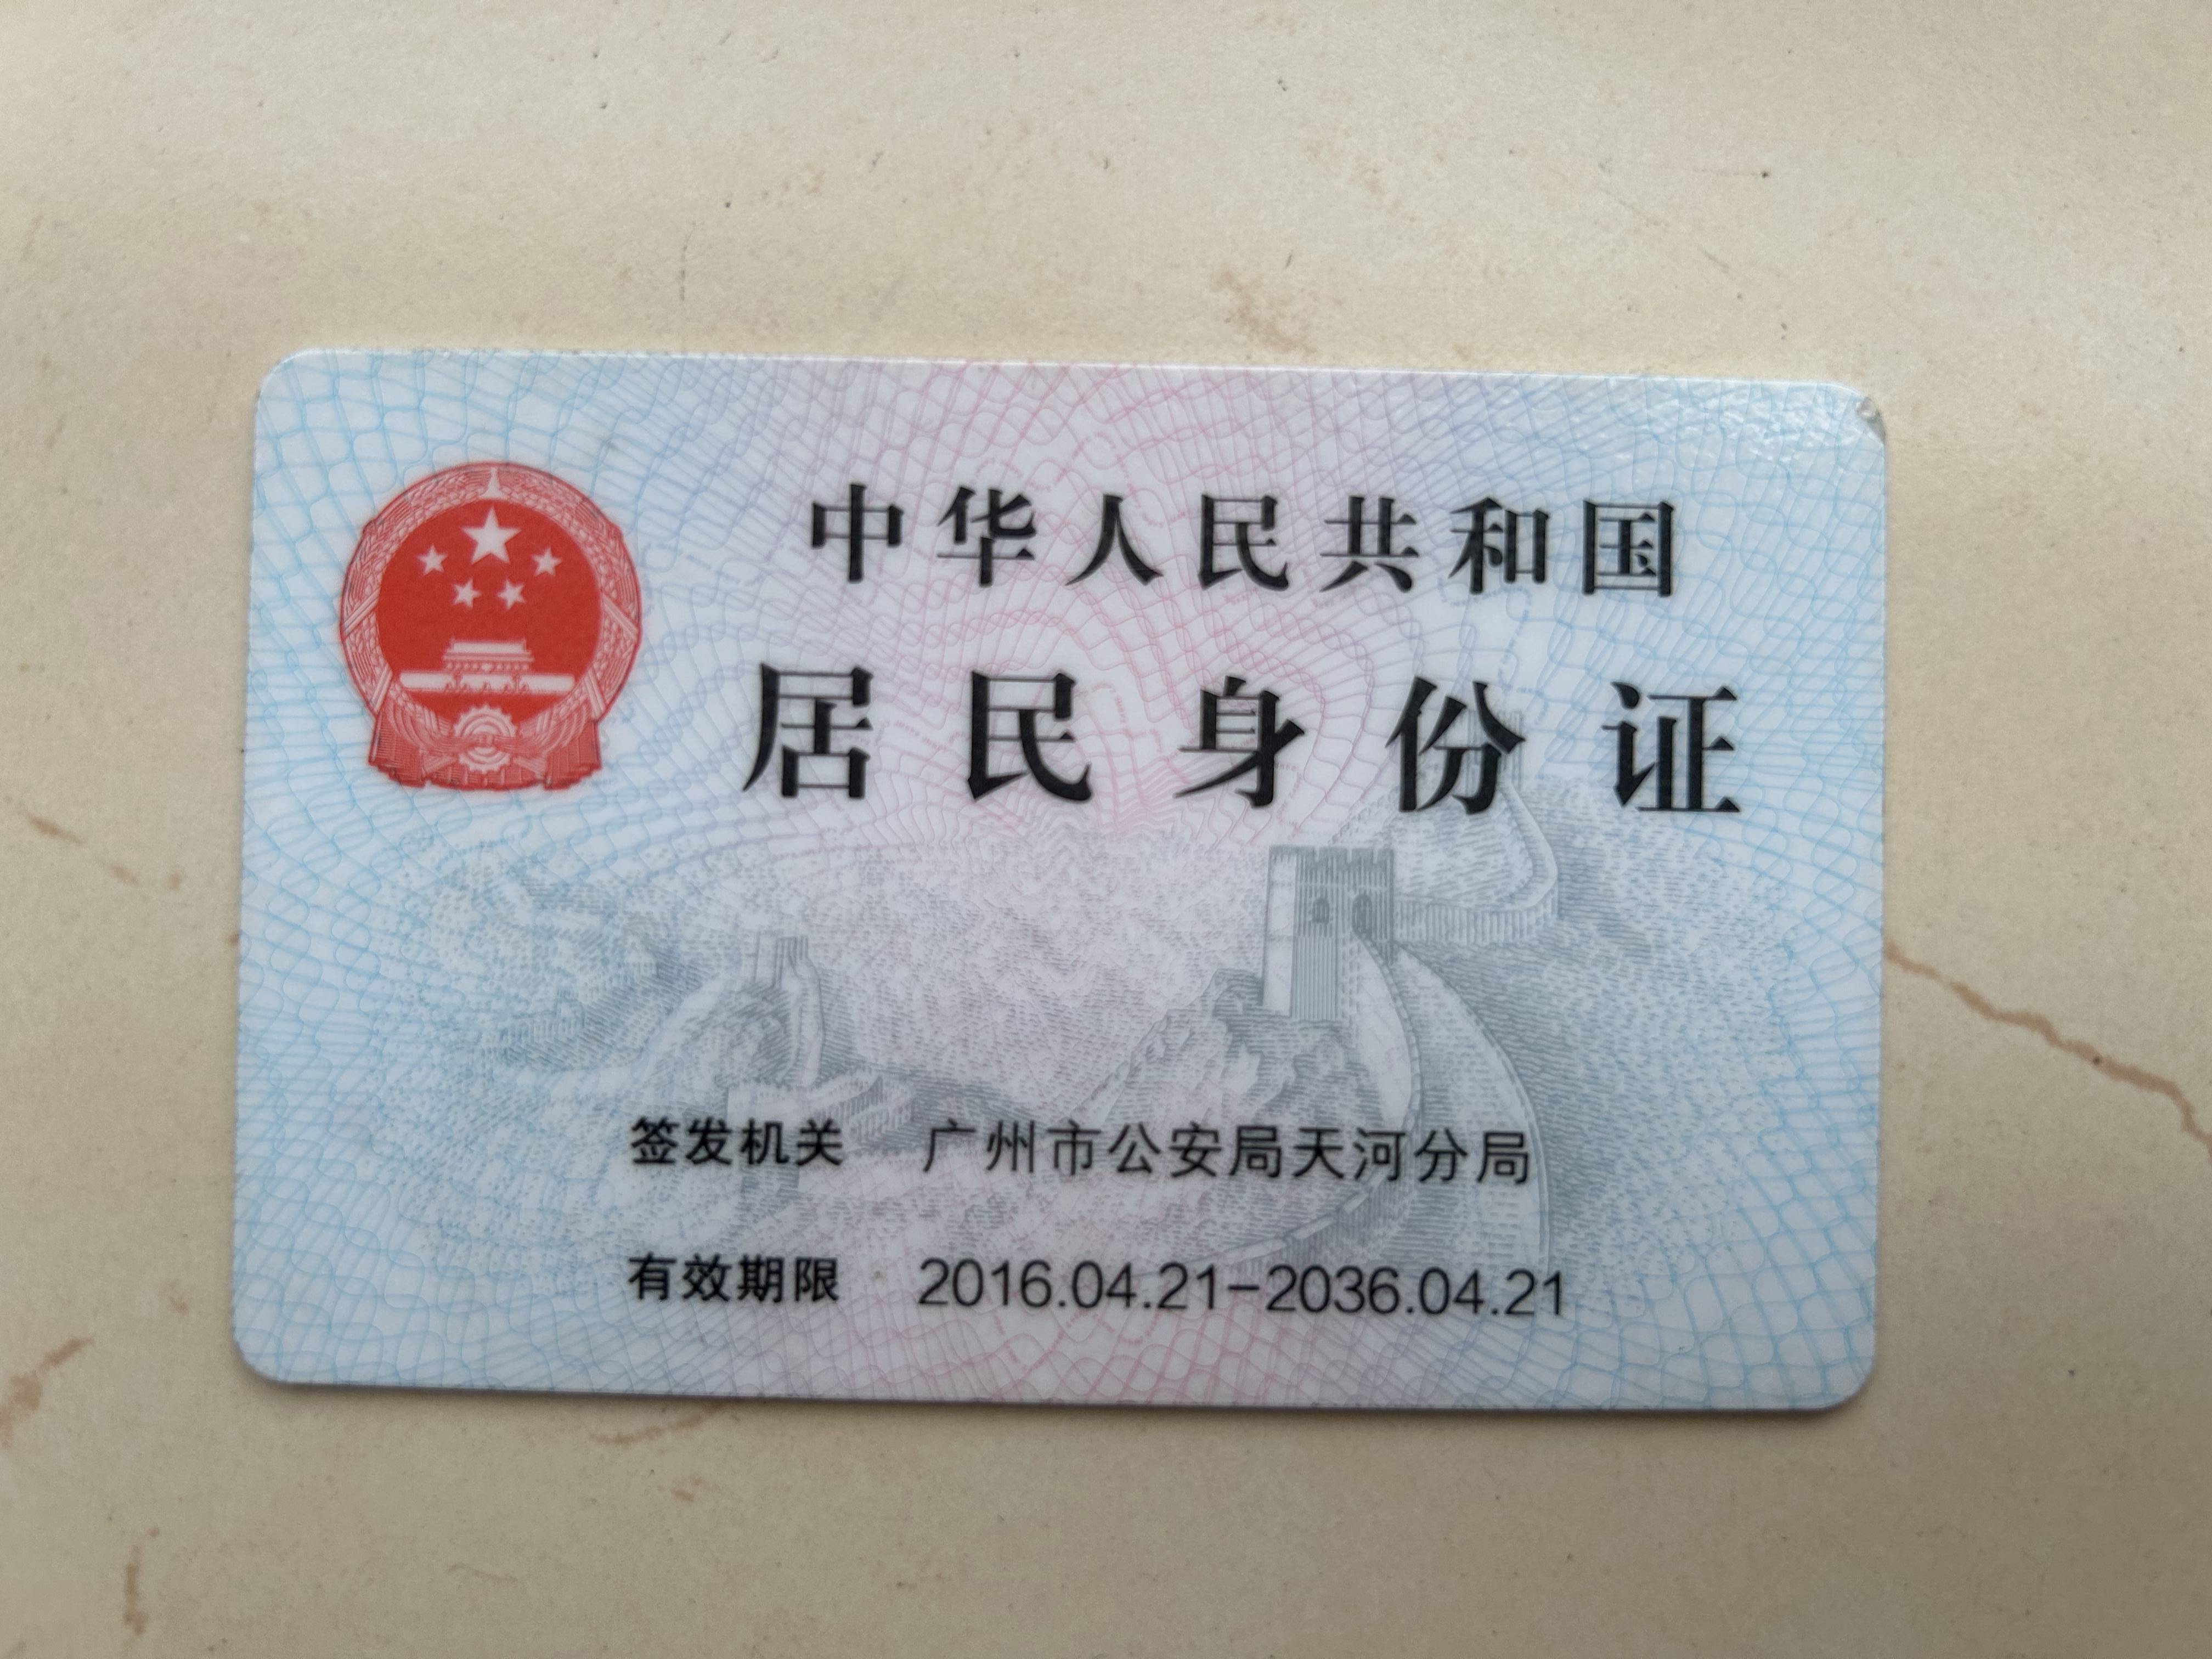 中华人民共和国
居民身份证
签发机关 广州市公安局天河分局
有效期限 2016.04.21-2036.04.21